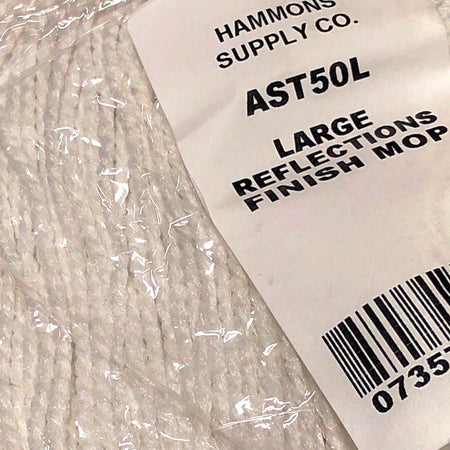 HAMMONS
SUPPLY CO.
AST50L
LARGE
REFLECTIONS
FINISH MOP
0735